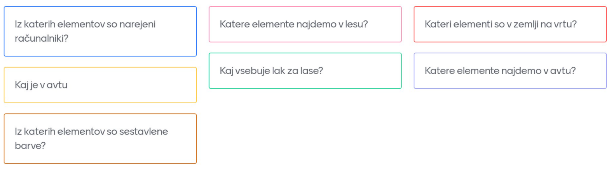 Iz katerih elementov so narejeni
računalniki?
Kaj je v avtu
Iz katerih elementov so sestavlene
barve?
Katere elemente najdemo v lesu?
Kaj vsebuje lak za lase?
Kateri elementi so v zemlji na vrtu?
Katere elemente najdemo v avtu?